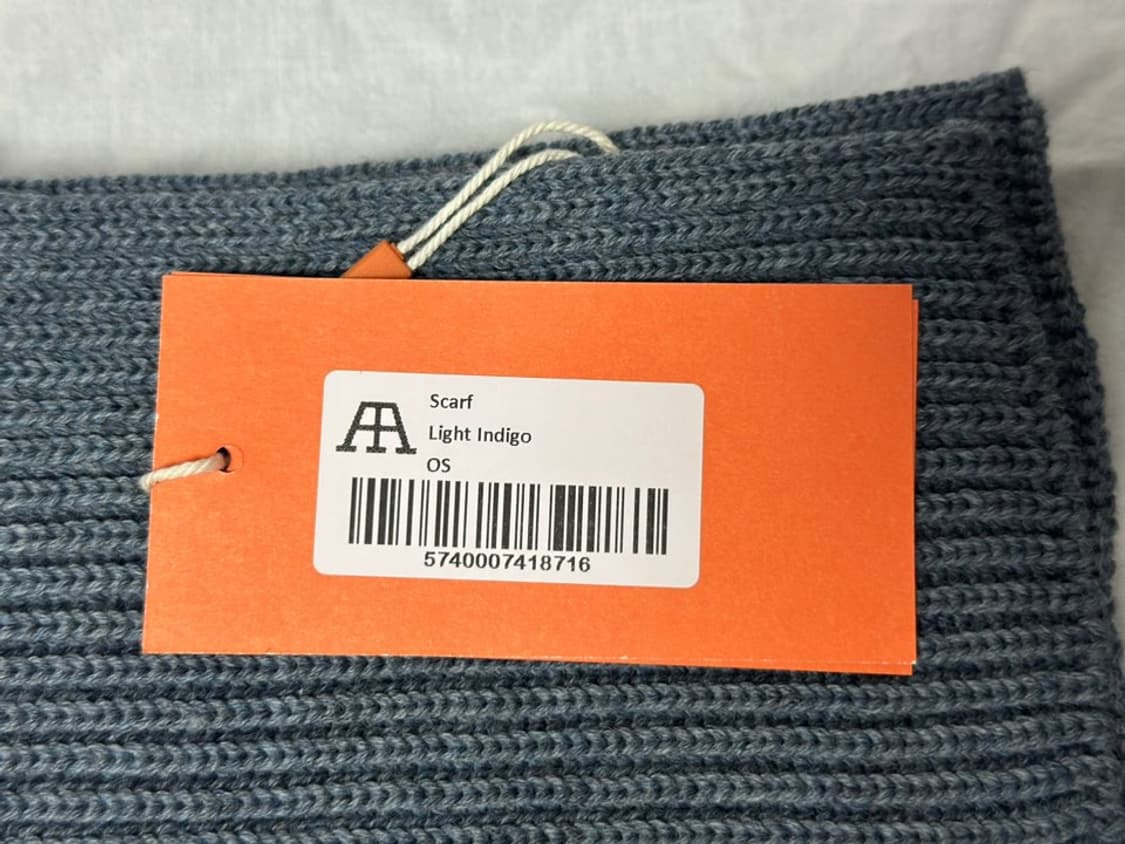 Scarf
Light Indigo
OS
5740007418716